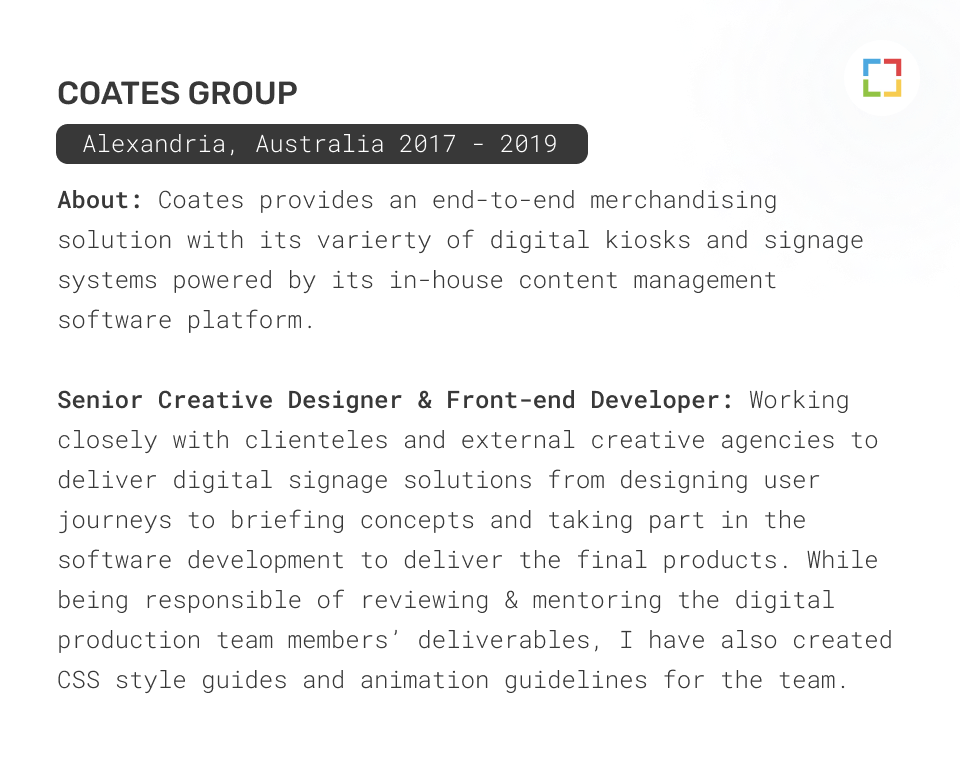 COATES GROUP
Alexandria, Australia 2017 - 2019
About: Coates provides an end-to-end merchandising
solution with its varierty of digital kiosks and signage
systems powered by its in-house content management
software platform.
Senior Creative Designer & Front-end Developer: Working
closely with clienteles and external creative agencies to
deliver digital signage solutions from designing user
journeys to briefing concepts and taking part in the
software development to deliver the final products. While
being responsible of reviewing & mentoring the digital
production team members’ deliverables, I have also created
CSS style guides and animation guidelines for the team.